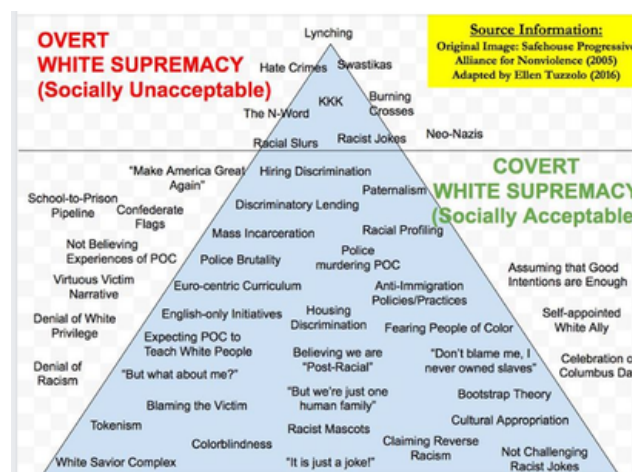 OVERT
WHITE SUPREMACY
(Socially Unacceptable)
Source Information:
Original Image: Safehouse Progressive
Alliance for Nonviolence (2005)
Adapted by Ellen Tuzzolo (2016)
Lynching
Hate Crimes
Swastikas
KKK
Burning
Crosses
The N-Word
Racial Slurs
Racist Jokes
Neo-Nazis
COVERT
WHITE SUPREMACY
(Socially Acceptable
"Make America Great
Again"
Hiring Discrimination
Paternalism
School-to-Prison
Pipeline
Confederate
Flags
Discriminatory Lending
Mass Incarceration
Racial Profiling
Not Believing
Experiences of POC
Police Brutality
Police
murdering POC
Assuming that Good
Intentions are Enough
Virtuous Victim
Narrative
Euro-centric Curriculum
Anti-Immigration
Policies/Practices
Self-appointed
White Ally
Denial of White
Privilege
English-only Initiatives
Housing
Discrimination
Fearing People of Color
Expecting POC to
Teach White People
Believing we are
"Post-Racial"
"Don't blame me, I
never owned slaves"
Celebration o
Columbus Da
Denial of
Racism
"But what about me?"
"But we're just one
human family"
Bootstrap Theory
Blaming the Victim
Tokenism
Racist Mascots
Cultural Appropriation
Colorblindness
Claiming Reverse
Racism
Not Challenging
Racist Jokes
White Savior Complex
"It is just a joke!"